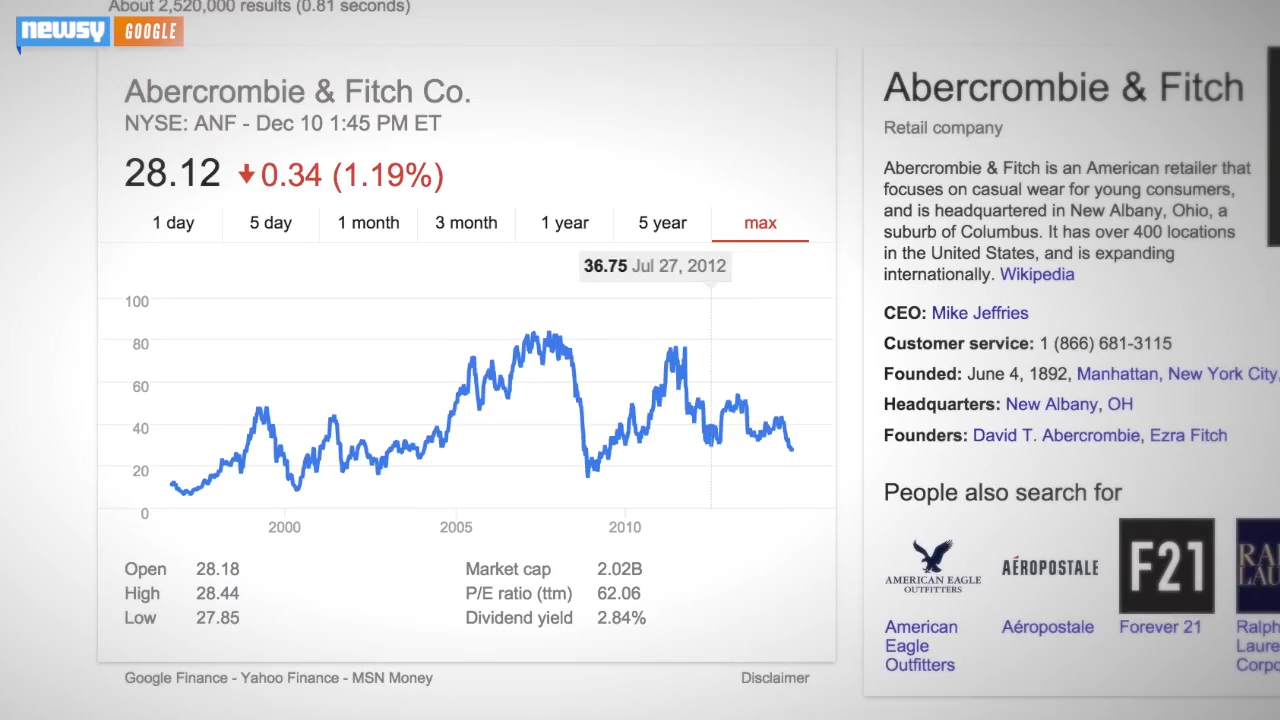 About 2,520,000 results (0.81 seconds)
newsy GOOGLE
Abercrombie & Fitch Co.
NYSE: ANF - Dec 10 1:45 PM ET
28.12 0.34 (1.19%)
1 day 5 day 1 month 3 month 1 year 5 year max
36.75 Jul 27, 2012
100
80
60
40
20
0
2000 2005 2010
Open 28.18 Market cap 2.02B
High 28.44 P/E ratio (ttm) 62.06
Low 27.85 Dividend yield 2.84%
Google Finance - Yahoo Finance - MSN Money Disclaimer
Abercrombie & Fitch
Retail company
Abercrombie & Fitch is an American retailer that
focuses on casual wear for young consumers,
and is headquartered in New Albany, Ohio, a
suburb of Columbus. It has over 400 locations
in the United States, and is expanding
internationally. Wikipedia
CEO: Mike Jeffries
Customer service: 1 (866) 681-3115
Founded: June 4, 1892, Manhattan, New York City,
Headquarters: New Albany, OH
Founders: David T. Abercrombie, Ezra Fitch
People also search for
AMERICAN EAGLE
OUTFITTERS
AÉROPOSTALE
F21
RA
LAU
American
Eagle
Outfitters
Aéropostale
Forever 21
Ralph
Laure
Corpo